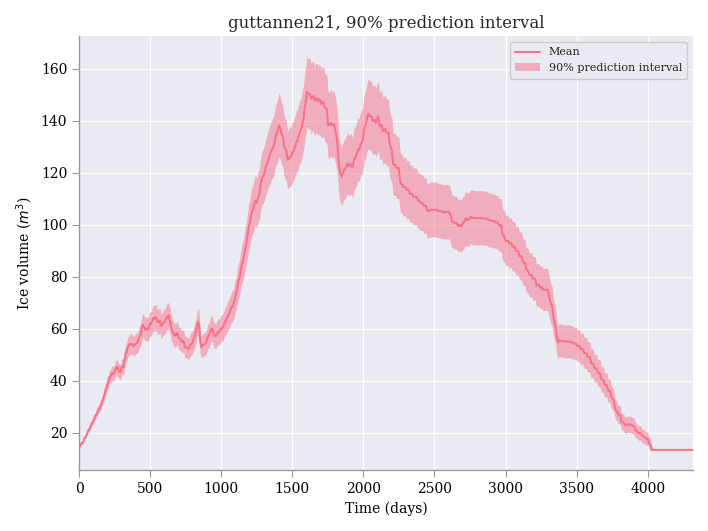 guttannen21, 90% prediction interval
Mean
90% prediction interval
160
140
120
100
80
60
40
20
Ice volume (m³)
0 500 1000 1500 2000 2500 3000 3500 4000
Time (days)